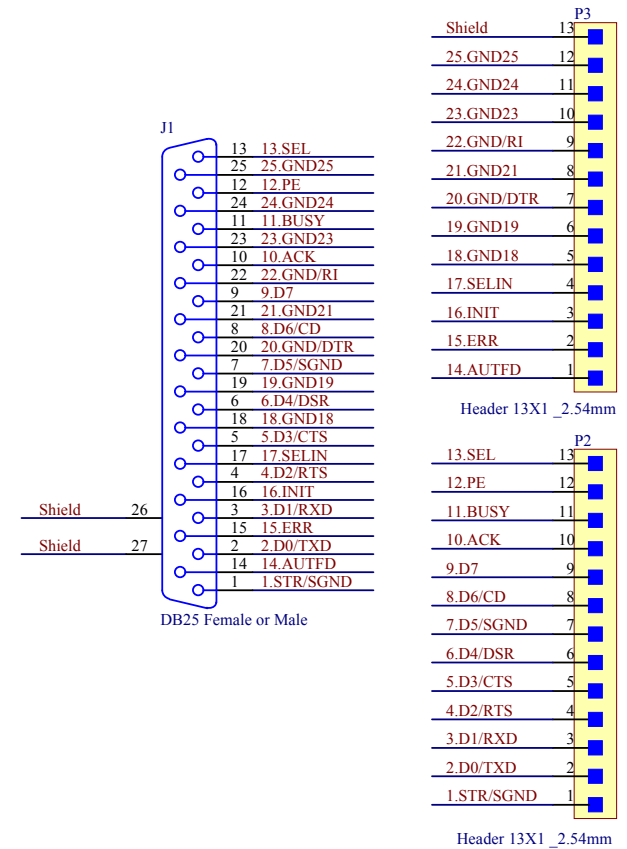 J1
13 13.SEL
25 25.GND25
12 12.PE
24 24.GND24
11 11.BUSY
23 23.GND23
10 10.ACK
22 22.GND/RI
9 9.D7
21 21.GND21
8 8.D6/CD
20 20.GND/DTR
7 7.D5/SGND
19 19.GND19
6 6.D4/DSR
18 18.GND18
5 5.D3/CTS
17 17.SELIN
4 4.D2/RTS
16 16.INIT
3 3.D1/RXD
15 15.ERR
2 2.D0/TXD
14 14.AUTFD
1 1.STR/SGND
Shield 26
Shield 27
DB25 Female or Male
P3
Shield 13
25.GND25 12
24.GND24 11
23.GND23 10
22.GND/RI 9
21.GND21 8
20.GND/DTR 7
19.GND19 6
18.GND18 5
17.SELIN 4
16.INIT 3
15.ERR 2
14.AUTFD 1
Header 13X1 _2.54mm
P2
13.SEL 13
12.PE 12
11.BUSY 11
10.ACK 10
9.D7 9
8.D6/CD 8
7.D5/SGND 7
6.D4/DSR 6
5.D3/CTS 5
4.D2/RTS 4
3.D1/RXD 3
2.D0/TXD 2
1.STR/SGND 1
Header 13X1 _2.54mm